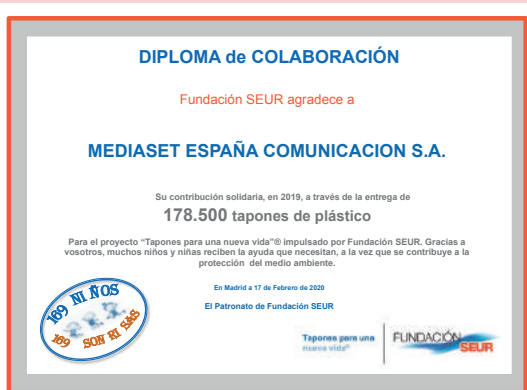 DIPLOMA de COLABORACIÓN
Fundación SEUR agradece a
MEDIASET ESPAÑA COMUNICACION S.A.
Su contribución solidaria, en 2019, a través de la entrega de
178.500 tapones de plástico
Para el proyecto “Tapones para una nueva vida”® impulsado por Fundación SEUR. Gracias a
vosotros, muchos niños y niñas reciben la ayuda que necesitan, a la vez que se contribuye a la
protección del medio ambiente.
En Madrid a 17 de Febrero de 2020
El Patronato de Fundación SEUR
169 NIÑOS
169 SONRISAS
Tapones para una
nueva vida®
FUNDACIÓN
SEUR